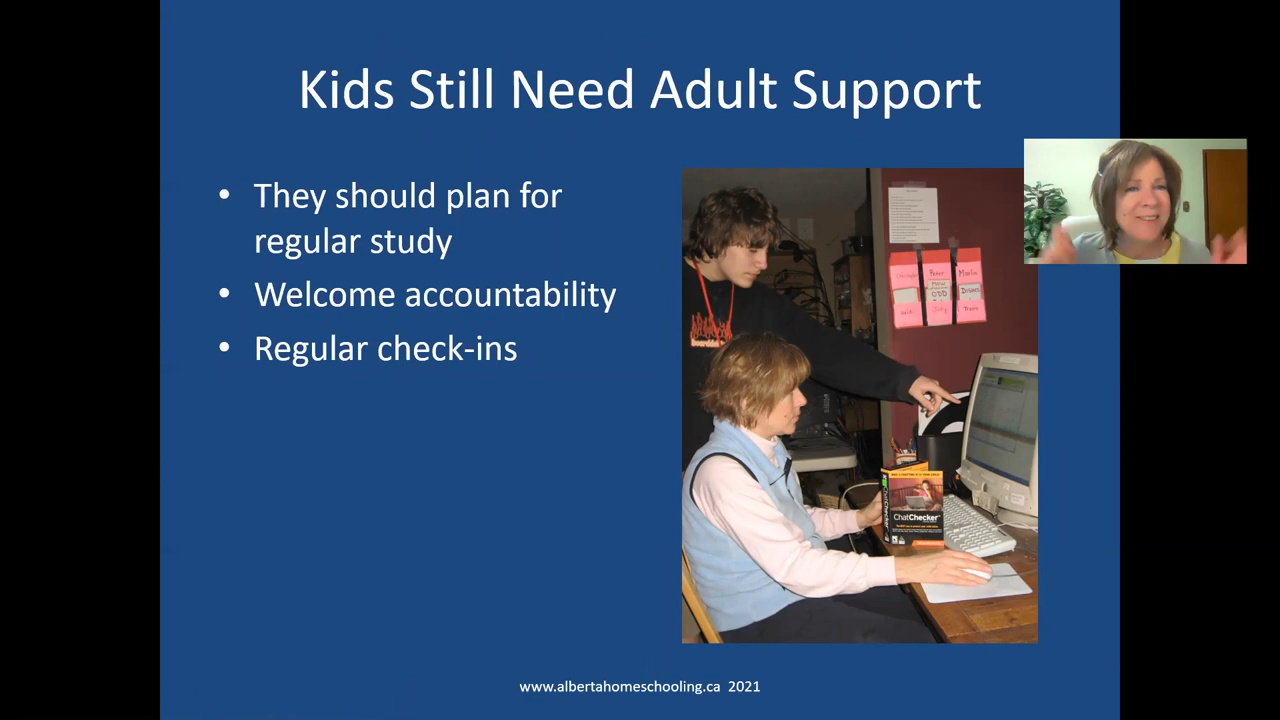 Kids Still Need Adult Support
• They should plan for
regular study
• Welcome accountability
• Regular check-ins
ChatChecker
www.albertahomeschooling.ca 2021